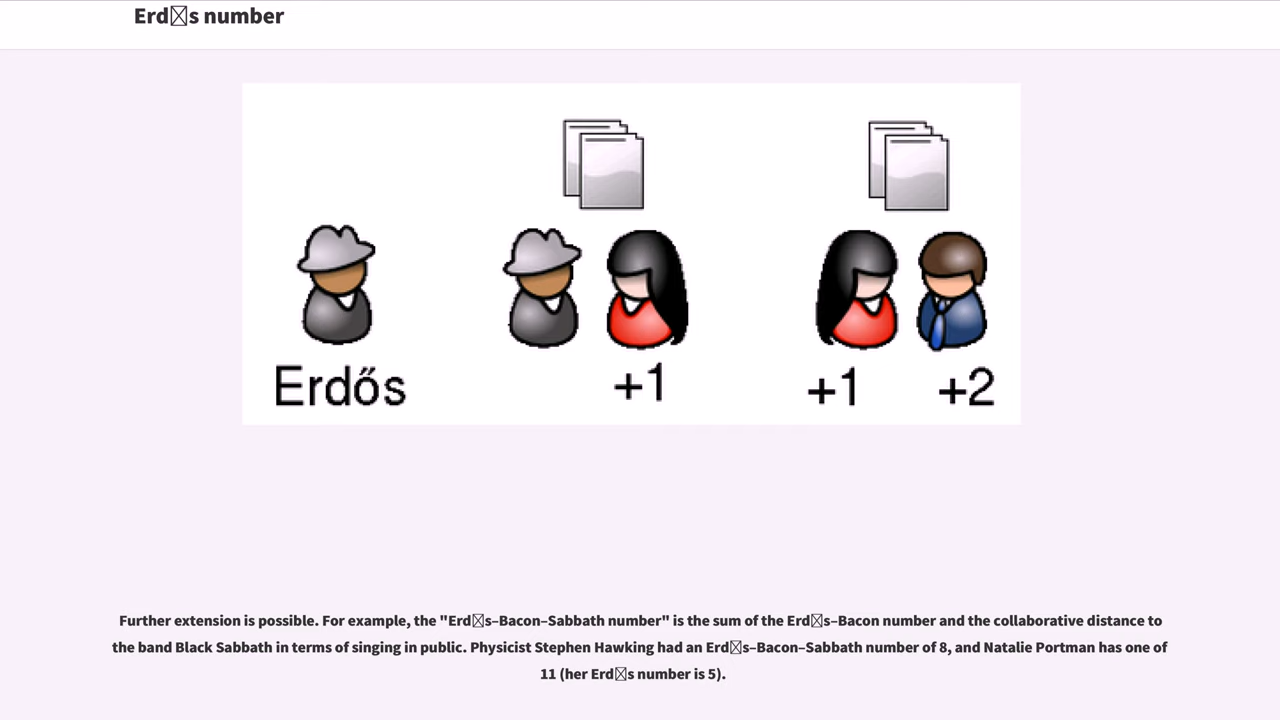 Erd�s number
Erdős
+1
+1
+2
Further extension is possible. For example, the "Erd�s–Bacon–Sabbath number" is the sum of the Erd�s–Bacon number and the collaborative distance to
the band Black Sabbath in terms of singing in public. Physicist Stephen Hawking had an Erd�s–Bacon–Sabbath number of 8, and Natalie Portman has one of
11 (her Erd�s number is 5).